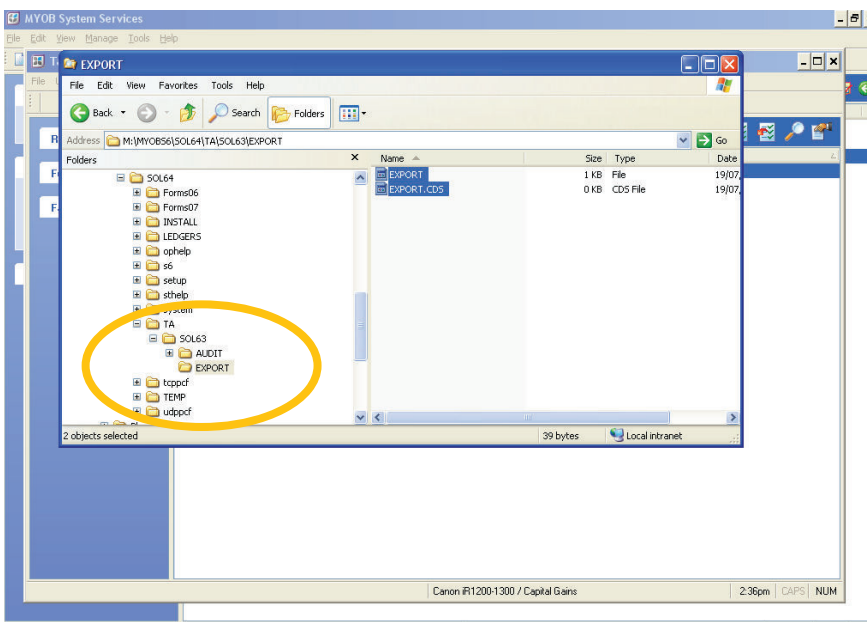 MYOB System Services
File Edit View Manage Tools Help
EXPORT
File Edit View Favorites Tools Help
File
Back Search Folders
Address M:\MYOBS6\SOL64\TA\SOL63\EXPORT Go
Folders Name Size Type Date
SOL64
EXPORT 1 KB File 19/07,
EXPORT.CDS 0 KB CDS File 19/07,
Forms06
Forms07
INSTALL
LEDGERS
ophelp
s6
setup
sthelp
system
TA
SOL63
AUDIT
EXPORT
tcppcf
TEMP
udppcf
2 objects selected 39 bytes Local intranet
Canon iR1200-1300 / Capital Gains 2:36pm CAPS NUM